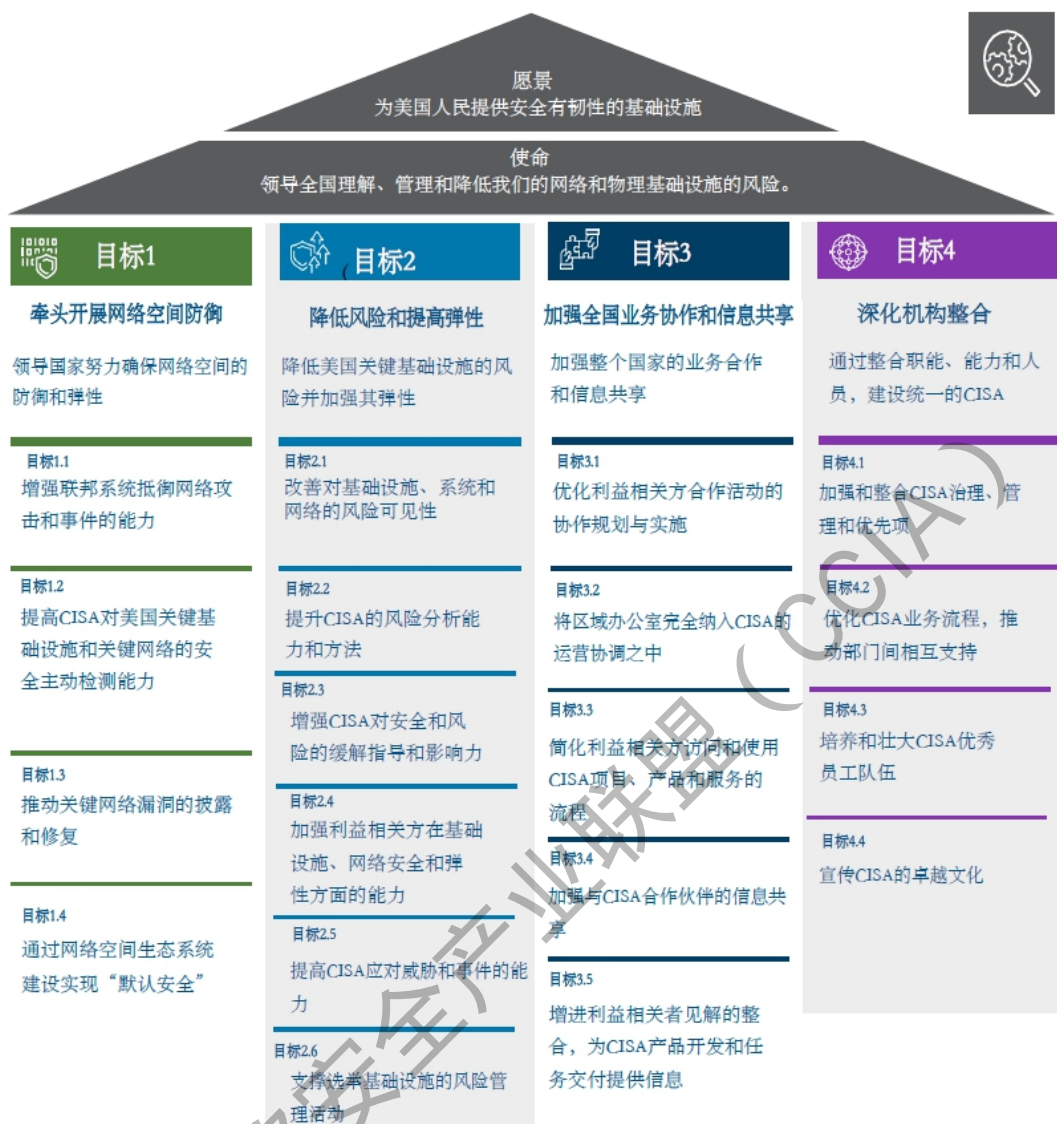 愿景
为美国人民提供安全有韧性的基础设施
使命
领导全国理解、管理和降低我们的网络和物理基础设施的风险。
目标1
牵头开展网络空间防御
领导国家努力确保网络空间的
防御和弹性
目标1.1
增强联邦系统抵御网络攻
击和事件的能力
目标1.2
提高CISA对美国关键基
础设施和关键网络的安
全主动检测能力
目标1.3
推动关键网络漏洞的披露
和修复
目标1.4
通过网络空间生态系统
建设实现“默认安全”
(目标2
降低风险和提高弹性
降低美国关键基础设施的风
险并加强其弹性
目标2.1
改善对基础设施、系统和
网络的风险可见性
目标2.2
提升CISA的风险分析能
力和方法
目标2.3
增强CISA对安全和风
险的缓解指导和影响力
目标2.4
加强利益相关方在基础
设施、网络安全和弹
性方面的能力
目标2.5
提高CISA应对威胁和事件的能
力
目标2.6
支撑选举基础设施的风险管
理活动
目标3
加强全国业务协作和信息共享
加强整个国家的业务合作
和信息共享
目标3.1
优化利益相关方合作活动的
协作规划与实施
目标3.2
将区域办公室完全纳入CISA的
运营协调之中
目标3.3
简化利益相关方访问和使用
CISA项目、产品和服务的
流程
目标3.4
加强与CISA合作伙伴的信息共
享
目标3.5
增进利益相关者见解的整
合，为CISA产品开发和任
务交付提供信息
目标4
深化机构整合
通过整合职能、能力和人
员，建设统一的CISA
目标4.1
加强和整合CISA治理、管
理和优先项
目标4.2
优化CISA业务流程，推
动部门间相互支持
目标4.3
培养和壮大CISA优秀
员工队伍
目标4.4
宣传CISA的卓越文化
安全产业联盟（CCIA）